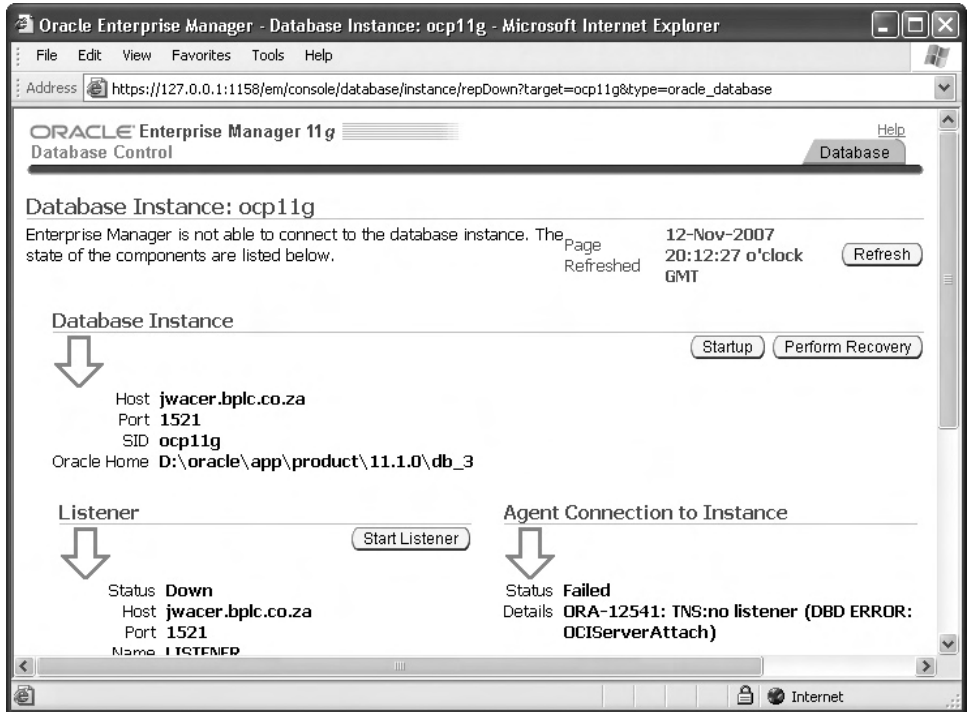 Oracle Enterprise Manager - Database Instance: ocp11g - Microsoft Internet Explorer
File Edit View Favorites Tools Help
Address https://127.0.0.1:1158/em/console/database/instance/repDown?target=ocp11g&type=oracle_database
ORACLE Enterprise Manager 11g
Database Control
Help
Database
Database Instance: ocp11g
Enterprise Manager is not able to connect to the database instance. The
state of the components are listed below.
Page
Refreshed
12-Nov-2007
20:12:27 o'clock
GMT
Refresh
Database Instance
Startup Perform Recovery
Host jwacer.bplc.co.za
Port 1521
SID ocp11g
Oracle Home D:\oracle\app\product\11.1.0\db_3
Listener
Start Listener
Status Down
Host jwacer.bplc.co.za
Port 1521
Name LISTENER
Agent Connection to Instance
Status Failed
Details ORA-12541: TNS:no listener (DBD ERROR:
OCIServerAttach)
Internet